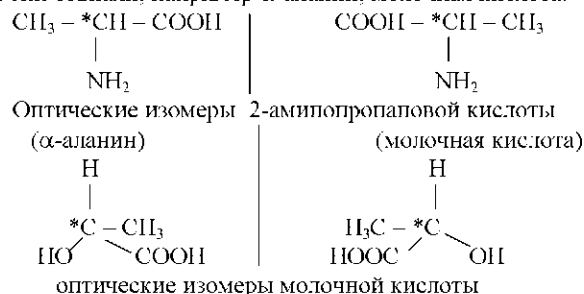 CH₃ – *CH – COOH | COOH – *CH – CH₃
| |
NH₂ NH₂
Оптические изомеры 2-аминопропановой кислоты
(α-аланин) (молочная кислота)
H H
| |
*C – CH₃ H₃C – *C
HO COOH HOOC OH
оптические изомеры молочной кислоты